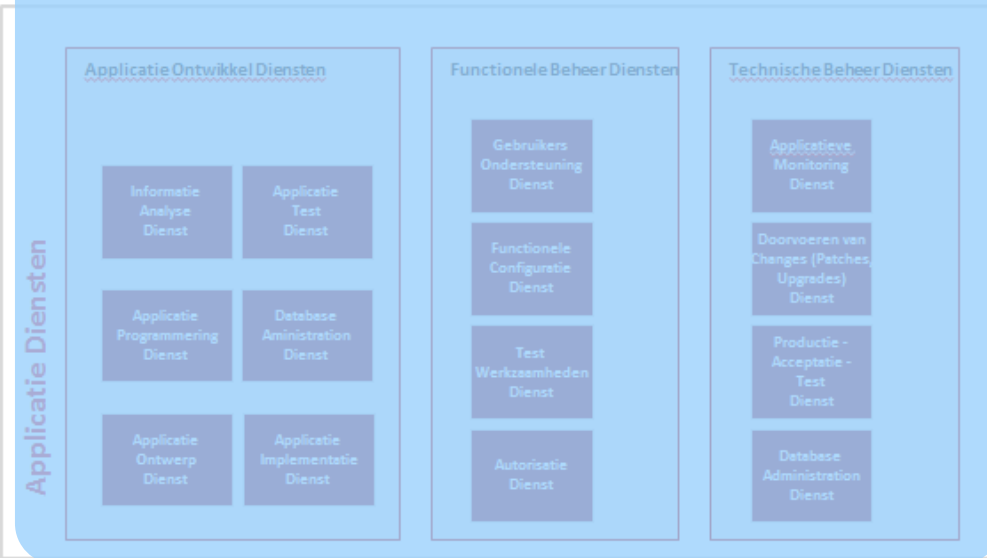 Applicatie Diensten
Applicatie Ontwikkel Diensten
Informatie
Analyse
Dienst
Applicatie
Test
Dienst
Applicatie
Programmering
Dienst
Database
Aministration
Dienst
Applicatie
Ontwerp
Dienst
Applicatie
Implementatie
Dienst
Functionele Beheer Diensten
Gebruikers
Ondersteuning
Dienst
Functionele
Configuratie
Dienst
Test
Werkzaamheden
Dienst
Autorisatie
Dienst
Technische Beheer Diensten
Applicatieve
Monitoring
Dienst
Doorvoeren van
Changes (Patches,
Upgrades)
Dienst
Productie -
Acceptatie -
Test
Dienst
Database
Administration
Dienst